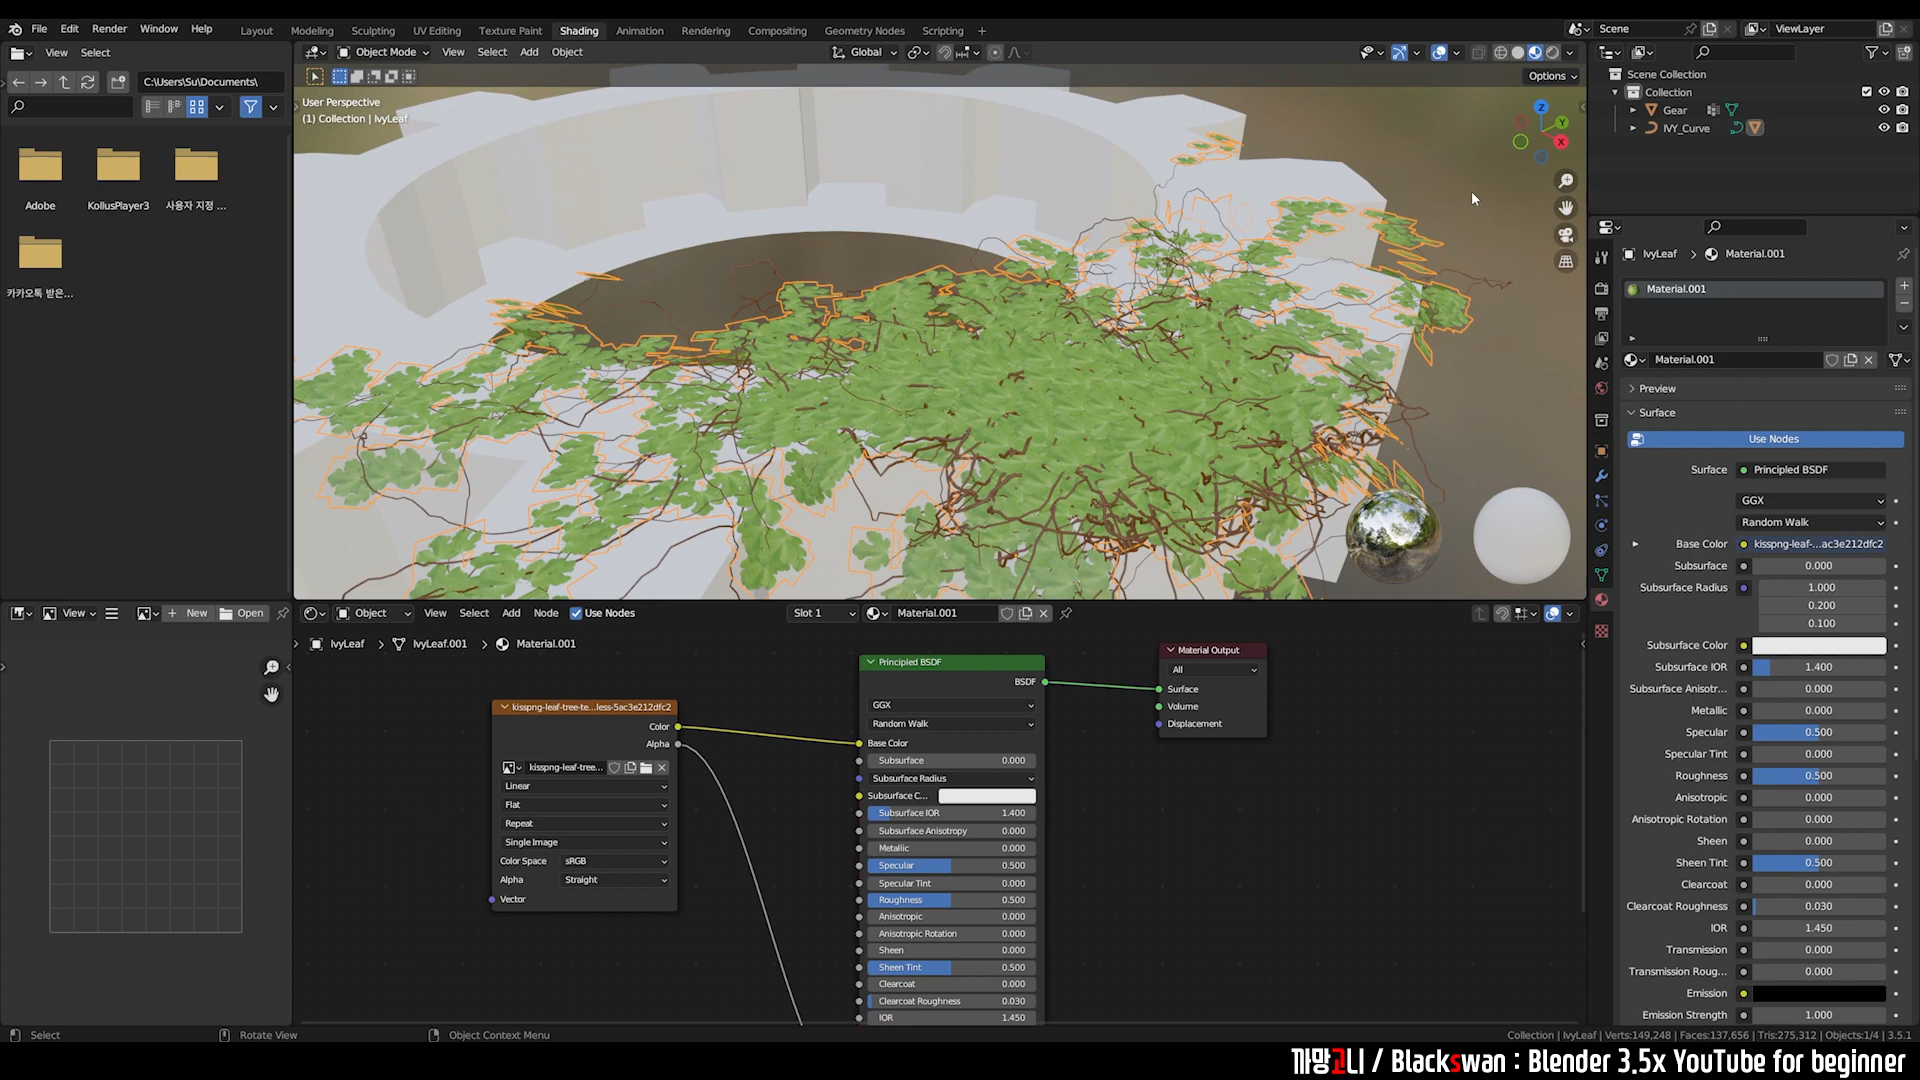 File Edit Render Window Help Layout Modeling Sculpting UV Editing Texture Paint Shading Animation Rendering Compositing Geometry Nodes Scripting + Scene ViewLayer
View Select Object Mode View Select Add Object Global
C:\Users\Su\Documents\ Options
User Perspective
(1) Collection | IvyLeaf
Scene Collection
Collection
Gear
IVY_Curve
Z
Y
X
Adobe KollusPlayer3 사용자 지정 ...
카카오톡 받은...
IvyLeaf > Material.001
Material.001
Material.001
Preview
Surface
Use Nodes
Surface Principled BSDF
GGX
Random Walk
Base Color kisspng-leaf-...ac3e212dfc2
Subsurface 0.000
Subsurface Radius 1.000
0.200
0.100
Subsurface Color
Subsurface IOR 1.400
Subsurface Anisotr... 0.000
Metallic 0.000
Specular 0.500
Specular Tint 0.000
Roughness 0.500
Anisotropic 0.000
Anisotropic Rotation 0.000
Sheen 0.000
Sheen Tint 0.500
Clearcoat 0.000
Clearcoat Roughness 0.030
IOR 1.450
Transmission 0.000
Transmission Roug... 0.000
Emission
Emission Strength 1.000
View + New Open
Object View Select Add Node Use Nodes Slot 1 Material.001
IvyLeaf > IvyLeaf.001 > Material.001
kisspng-leaf-tree-te...less-5ac3e212dfc2
Color
Alpha
kisspng-leaf-tree...
Linear
Flat
Repeat
Single Image
Color Space sRGB
Alpha Straight
Vector
Principled BSDF
BSDF
GGX
Random Walk
Base Color
Subsurface 0.000
Subsurface Radius
Subsurface C...
Subsurface IOR 1.400
Subsurface Anisotropy 0.000
Metallic 0.000
Specular 0.500
Specular Tint 0.000
Roughness 0.500
Anisotropic 0.000
Anisotropic Rotation 0.000
Sheen 0.000
Sheen Tint 0.500
Clearcoat 0.000
Clearcoat Roughness 0.030
IOR 1.450
Material Output
All
Surface
Volume
Displacement
Select Rotate View Object Context Menu Collection | IvyLeaf | Verts:149,248 | Faces:137,656 | Tris:275,312 | Objects:1/4 | 3.5.1
까망고니 / Blackswan : Blender 3.5x YouTube for beginner